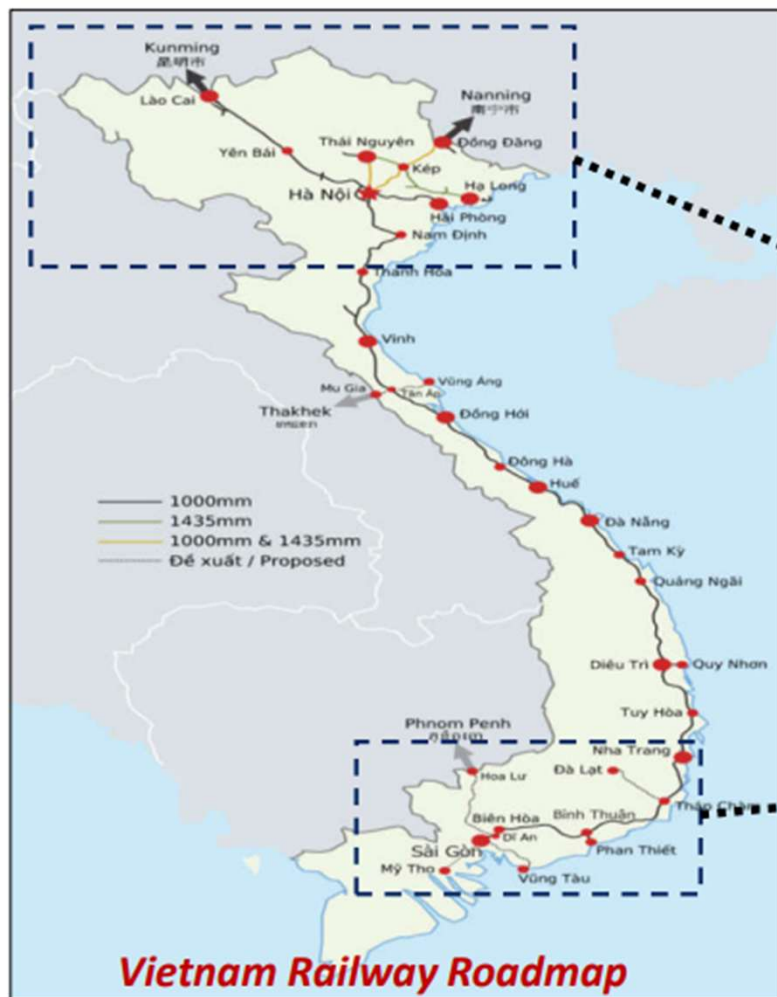 Kunming
昆明市
Lào Cai
Nanning
南宁市
Yên Bái
Thái Nguyên
Đồng Đăng
Kép
Hà Nội
Hạ Long
Hải Phòng
Nam Định
Thanh Hóa
Vinh
Mu Gia
Tân Ấp
Vũng Áng
Thakhek
Đồng Hới
Đông Hà
Huế
1000mm
1435mm
1000mm & 1435mm
Đề xuất / Proposed
Đà Nẵng
Tam Kỳ
Quảng Ngãi
Diêu Trì
Quy Nhơn
Tuy Hòa
Phnom Penh
Nha Trang
Hoa Lư
Đà Lạt
Tháp Chàm
Biên Hòa
Bình Thuận
Dĩ An
Sài Gòn
Phan Thiết
Mỹ Tho
Vũng Tàu
Vietnam Railway Roadmap